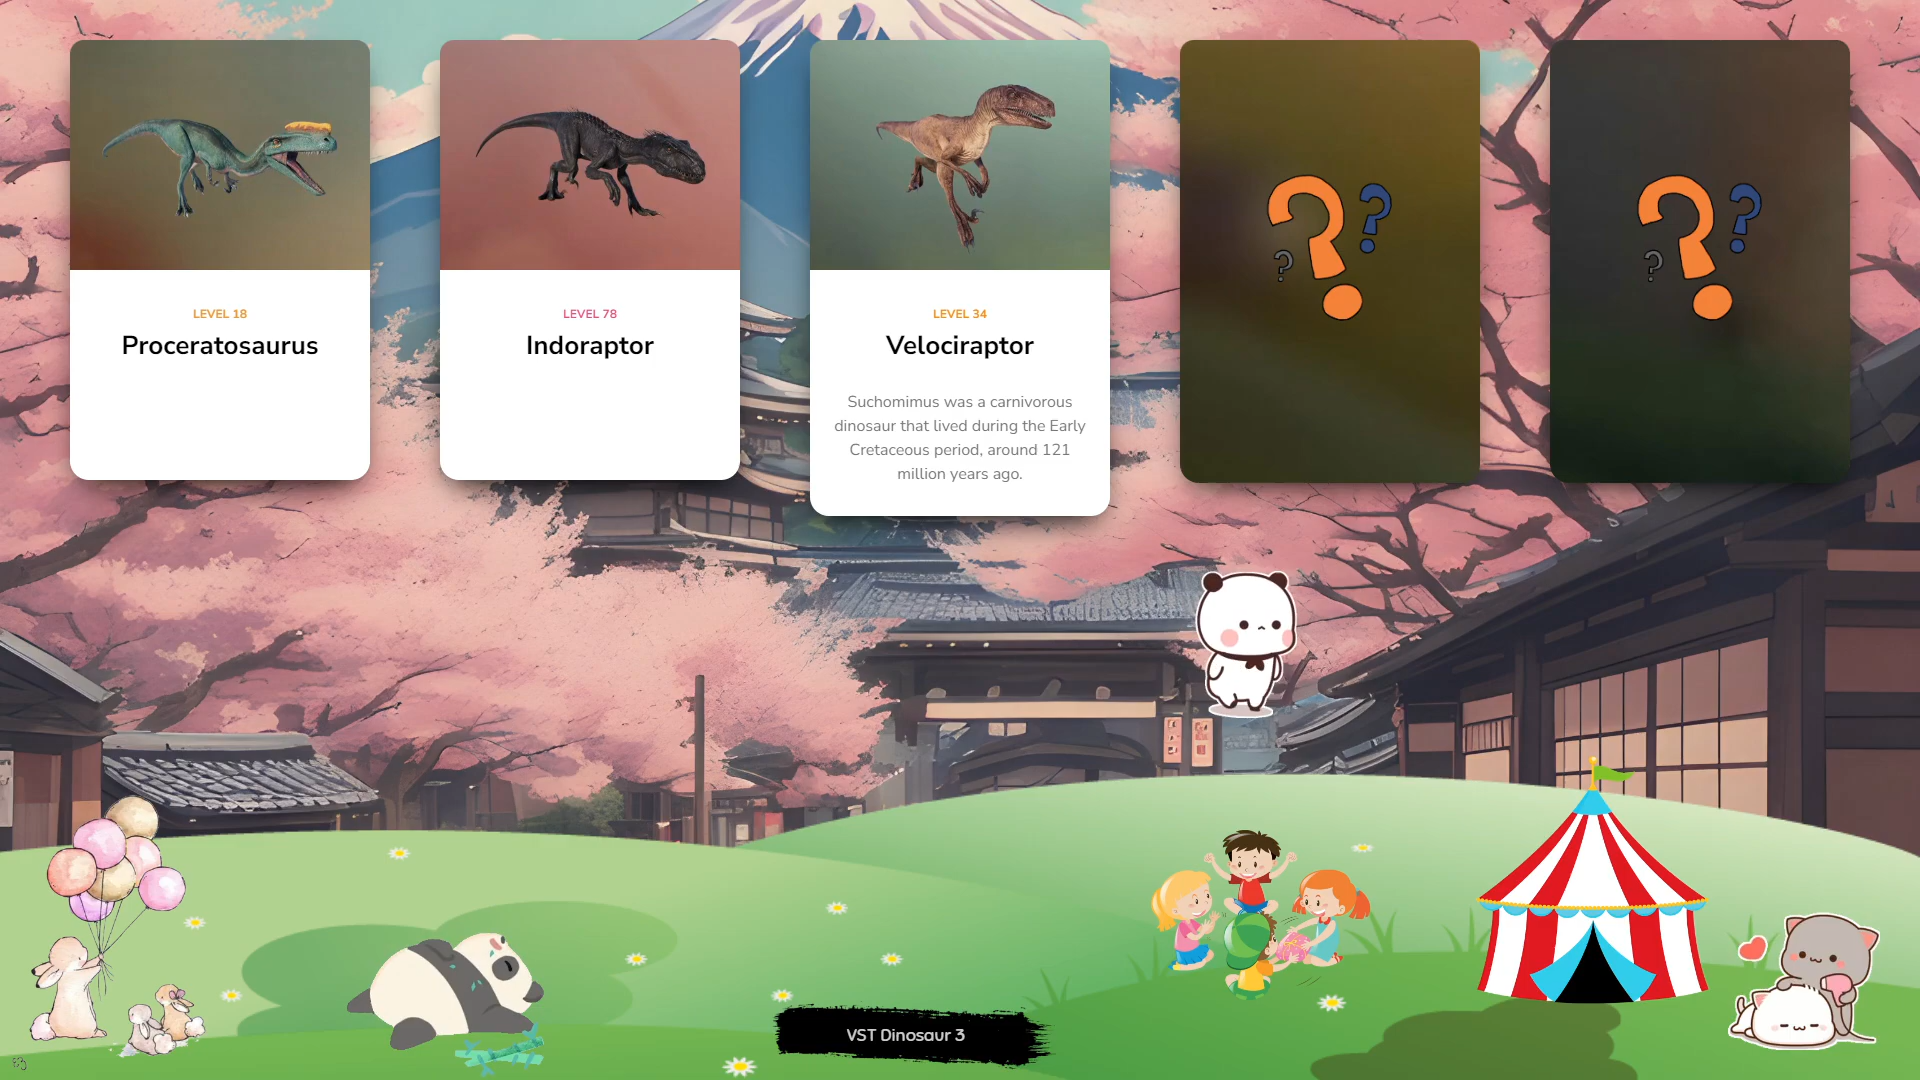 LEVEL 18
Proceratosaurus
LEVEL 78
Indoraptor
LEVEL 34
Velociraptor
Suchomimus was a carnivorous
dinosaur that lived during the Early
Cretaceous period, around 121
million years ago.
? ? ?
? ? ?
VST Dinosaur 3